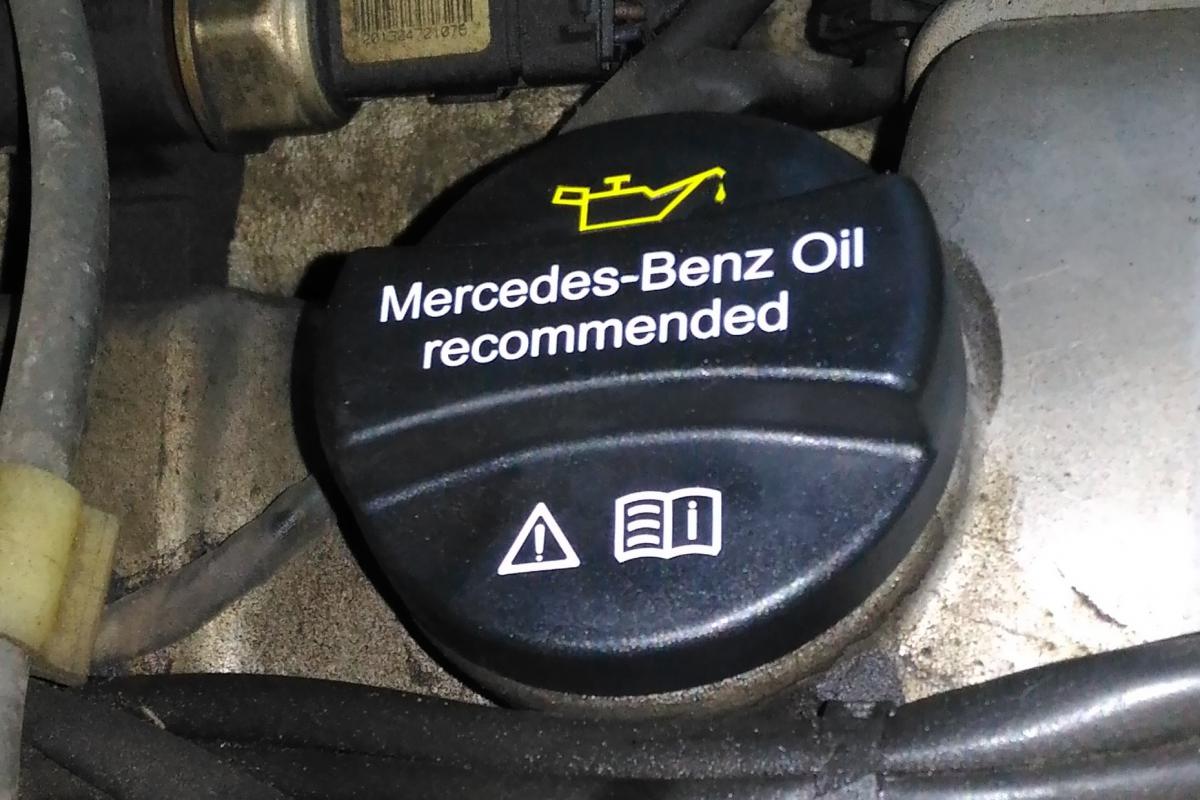 Mercedes-Benz Oil
recommended
i